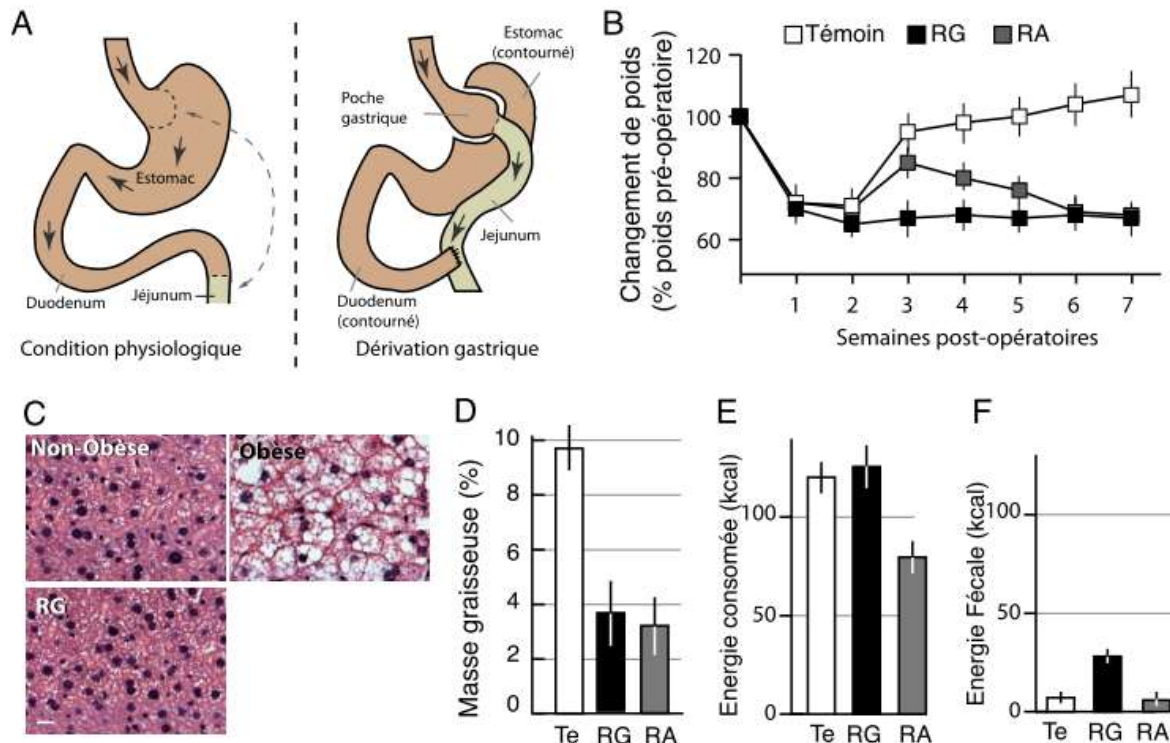 A
Estomac
(contourné)
Poche
gastrique
Estomac
Jejunum
Duodenum
Jéjunum
Duodenum
(contourné)
Condition physiologique
Dérivation gastrique
B
Témoin RG RA
Changement de poids
(% poids pré-opératoire)
120
100
80
60
1 2 3 4 5 6 7
Semaines post-opératoires
C
Non-Obèse
Obèse
RG
D
Masse graisseuse (%)
10
8
6
4
2
0
Te RG RA
E
Energie consomée (kcal)
100
50
0
Te RG RA
F
Energie Fécale (kcal)
100
50
0
Te RG RA